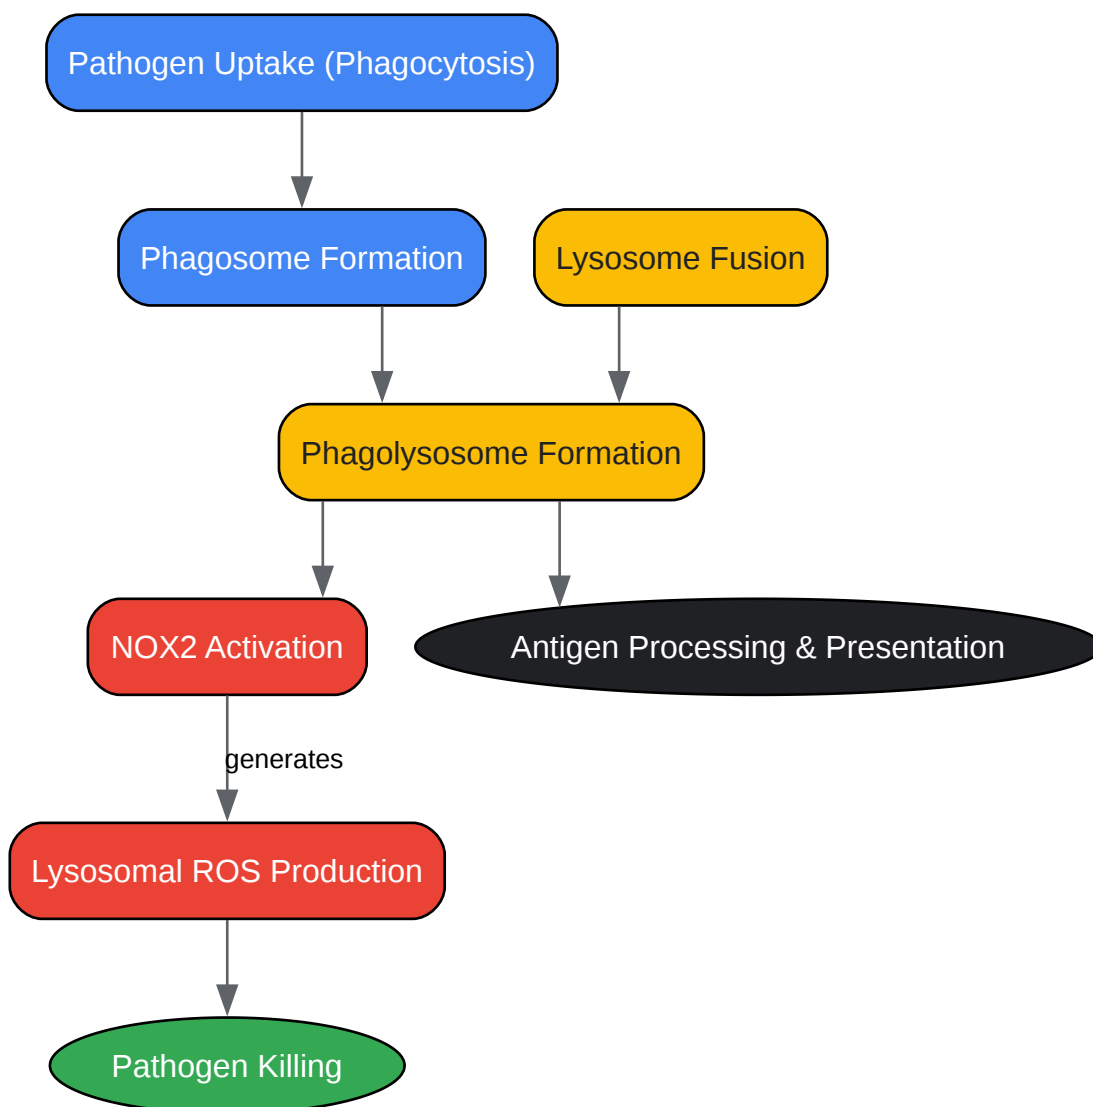 Pathogen Uptake (Phagocytosis)
Phagosome Formation
Lysosome Fusion
Phagolysosome Formation
NOX2 Activation
Antigen Processing & Presentation
generates
Lysosomal ROS Production
Pathogen Killing